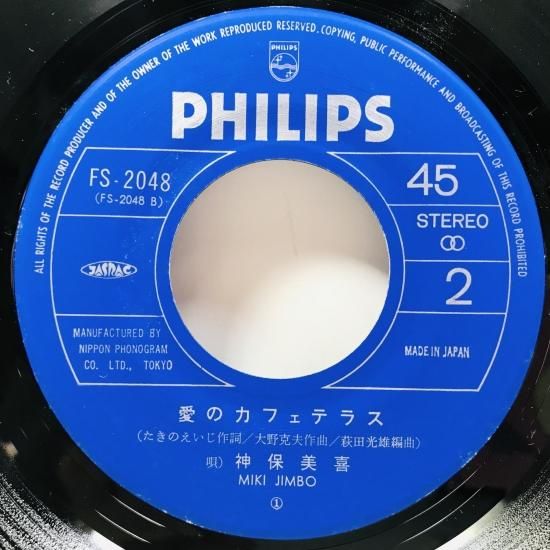 ALL RIGHTS OF THE RECORD PRODUCER AND OF THE OWNER OF THE WORK REPRODUCED RESERVED. COPYING, PUBLIC PERFORMANCE AND BROADCASTING OF THIS RECORD PROHIBITED
PHILIPS
PHILIPS
FS-2048
(FS-2048 B)
45
STEREO
2
JASRAC
MANUFACTURED BY
NIPPON PHONOGRAM
CO. LTD., TOKYO
MADE IN JAPAN
愛のカフェテラス
(たきのえいじ作詞/大野克夫作曲/萩田光雄編曲)
唄) 神保美喜
MIKI JIMBO
①